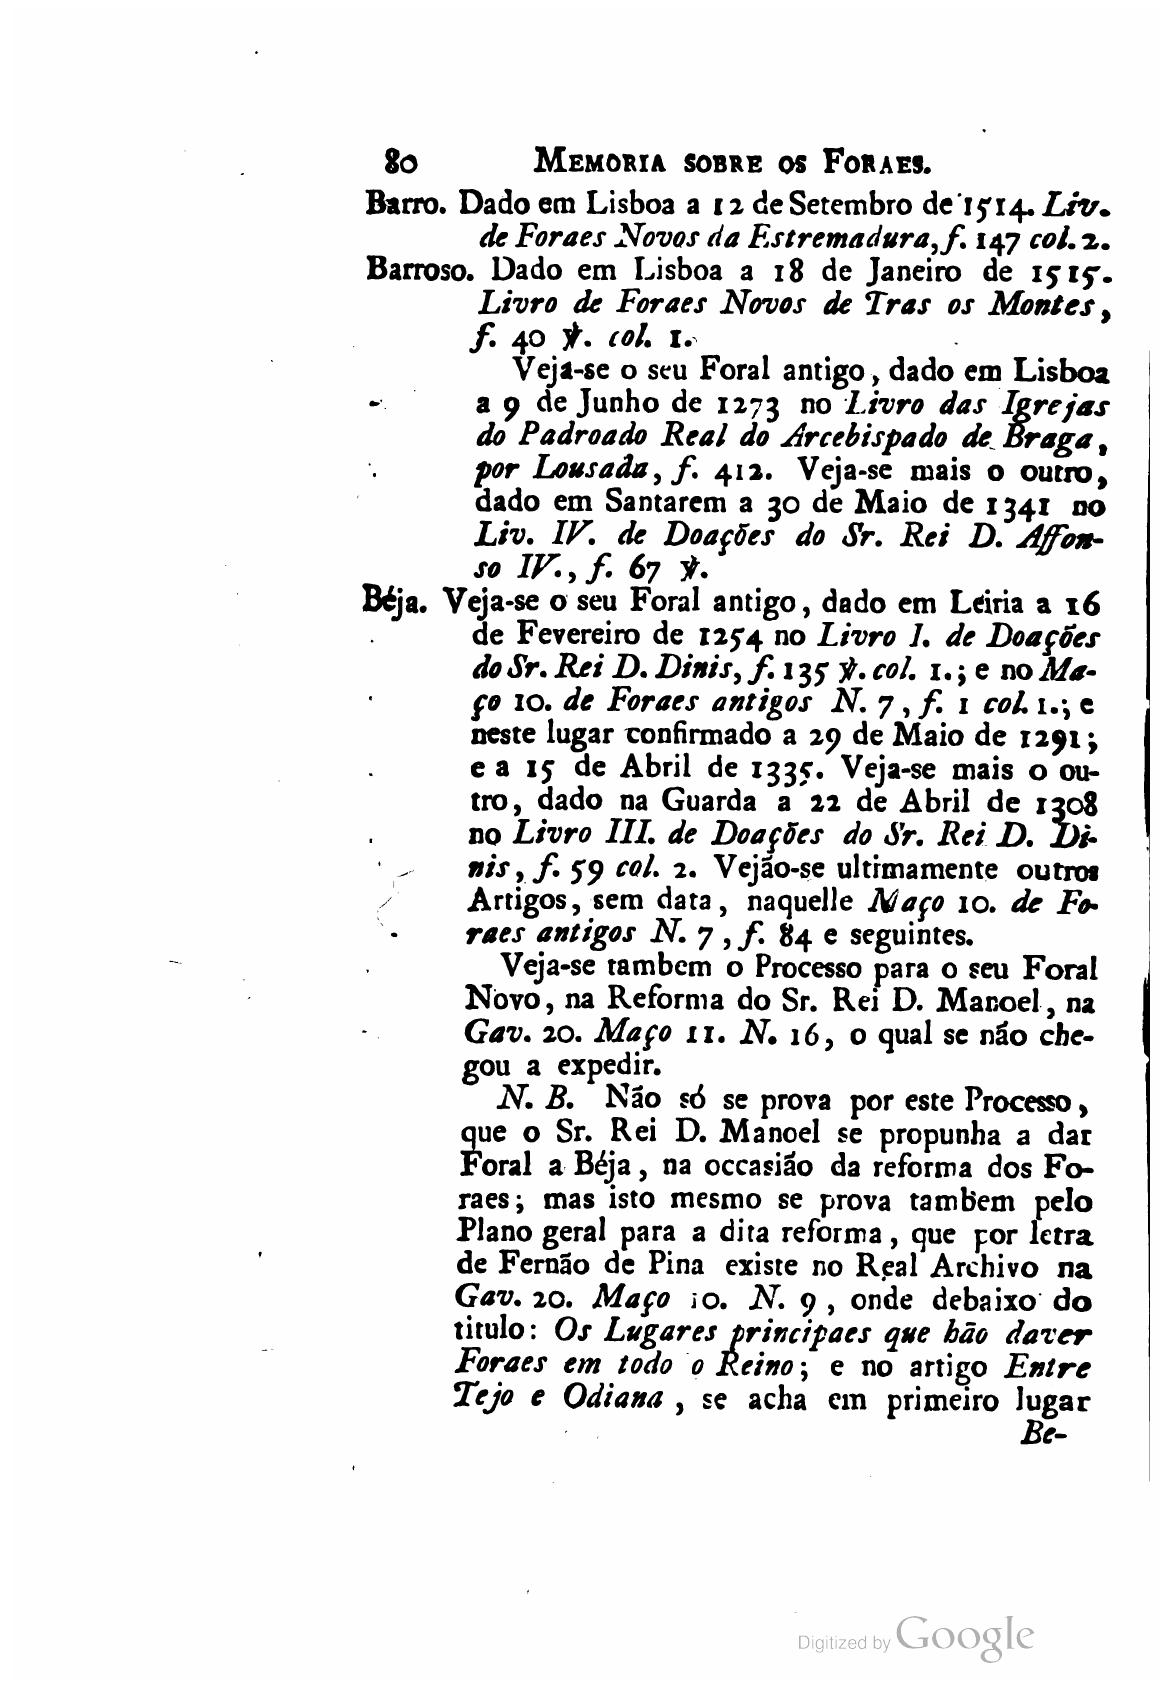 80 MEMORIA SOBRE OS FORAES.
Barro. Dado em Lisboa a 12 de Setembro de 1514. Liv.
de Foraes Novos da Estremadura, f. 147 col. 2.
Barroso. Dado em Lisboa a 18 de Janeiro de 1515.
Livro de Foraes Novos de Tras os Montes,
f. 40 ℣. col. 1.
Veja-se o seu Foral antigo, dado em Lisboa
a 9 de Junho de 1273 no Livro das Igrejas
do Padroado Real do Arcebispado de Braga,
por Lousada, f. 412. Veja-se mais o outro,
dado em Santarem a 30 de Maio de 1341 no
Liv. IV. de Doações do Sr. Rei D. Affon-
so IV., f. 67 ℣.
Béja. Veja-se o seu Foral antigo, dado em Leiria a 16
de Fevereiro de 1254 no Livro I. de Doações
do Sr. Rei D. Dinis, f. 135 ℣. col. 1.; e no Ma-
ço 10. de Foraes antigos N. 7, f. 1 col. 1.; e
neste lugar confirmado a 29 de Maio de 1291;
e a 15 de Abril de 1335. Veja-se mais o ou-
tro, dado na Guarda a 22 de Abril de 1308
no Livro III. de Doações do Sr. Rei D. Di-
nis, f. 59 col. 2. Vejão-se ultimamente outros
Artigos, sem data, naquelle Maço 10. de Fo-
raes antigos N. 7, f. 84 e seguintes.
Veja-se tambem o Processo para o seu Foral
Novo, na Reforma do Sr. Rei D. Manoel, na
Gav. 20. Maço 11. N. 16, o qual se não che-
gou a expedir.
N. B. Não só se prova por este Processo,
que o Sr. Rei D. Manoel se propunha a dar
Foral a Béja, na occasião da reforma dos Fo-
raes; mas isto mesmo se prova tambem pelo
Plano geral para a dita reforma, que por letra
de Fernão de Pina existe no Real Archivo na
Gav. 20. Maço 10. N. 9, onde debaixo do
titulo: Os Lugares principaes que hão daver
Foraes em todo o Reino; e no artigo Entre
Tejo e Odiana, se acha em primeiro lugar
Be-
Digitized by Google